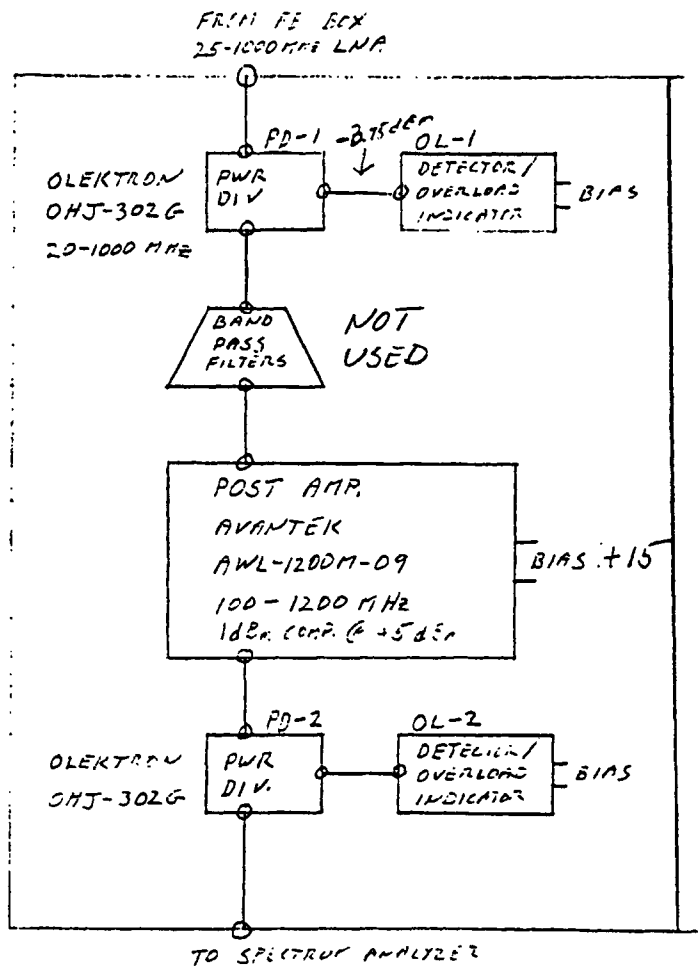 FROM FE BOX
25-1000 MHz LNA
PD-1
OL-1
OLEKTRON
OHJ-302G
20-1000 MHZ
PWR
DIV
DETECTOR/
OVERLOAD
INDICATOR
BIAS
BAND
PASS
FILTERS
NOT
USED
POST AMP.
AVANTEK
AWL-1200M-09
100-1200 MHZ
1dBm COMP. @ +5 dBm
BIAS +15
PD-2
OL-2
OLEKTRON
OHJ-302G
PWR
DIV.
DETECTOR/
OVERLOAD
INDICATOR
BIAS
TO SPECTRUM ANALYZER